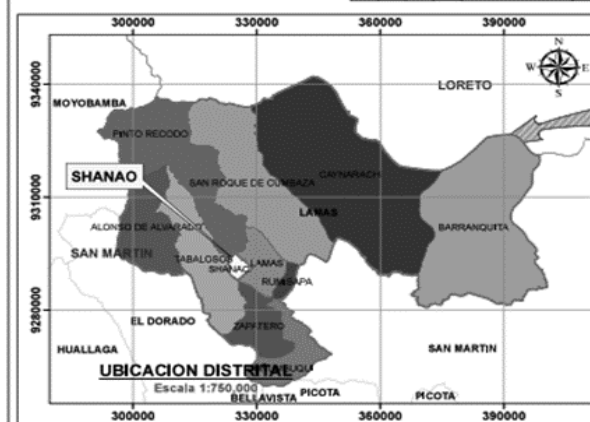 300000 330000 360000 390000
N
W E
S
9340000
LORETO
MOYOBAMBA
PINTO RECODO
SHANAO
SAN ROQUE DE CUMBAZA
CAYNARACHI
9310000
LAMAS
ALONSO DE ALVARADO
BARRANQUITA
SAN MARTIN
TABALOSOS
LAMAS
SHANAO
RUMISAPA
9280000
EL DORADO
ZAPATERO
HUALLAGA
SAN MARTIN
UBICACION DISTRITAL
Escala 1:750,000
BELLAVISTA
PICOTA
PICOTA
300000 330000 360000 390000